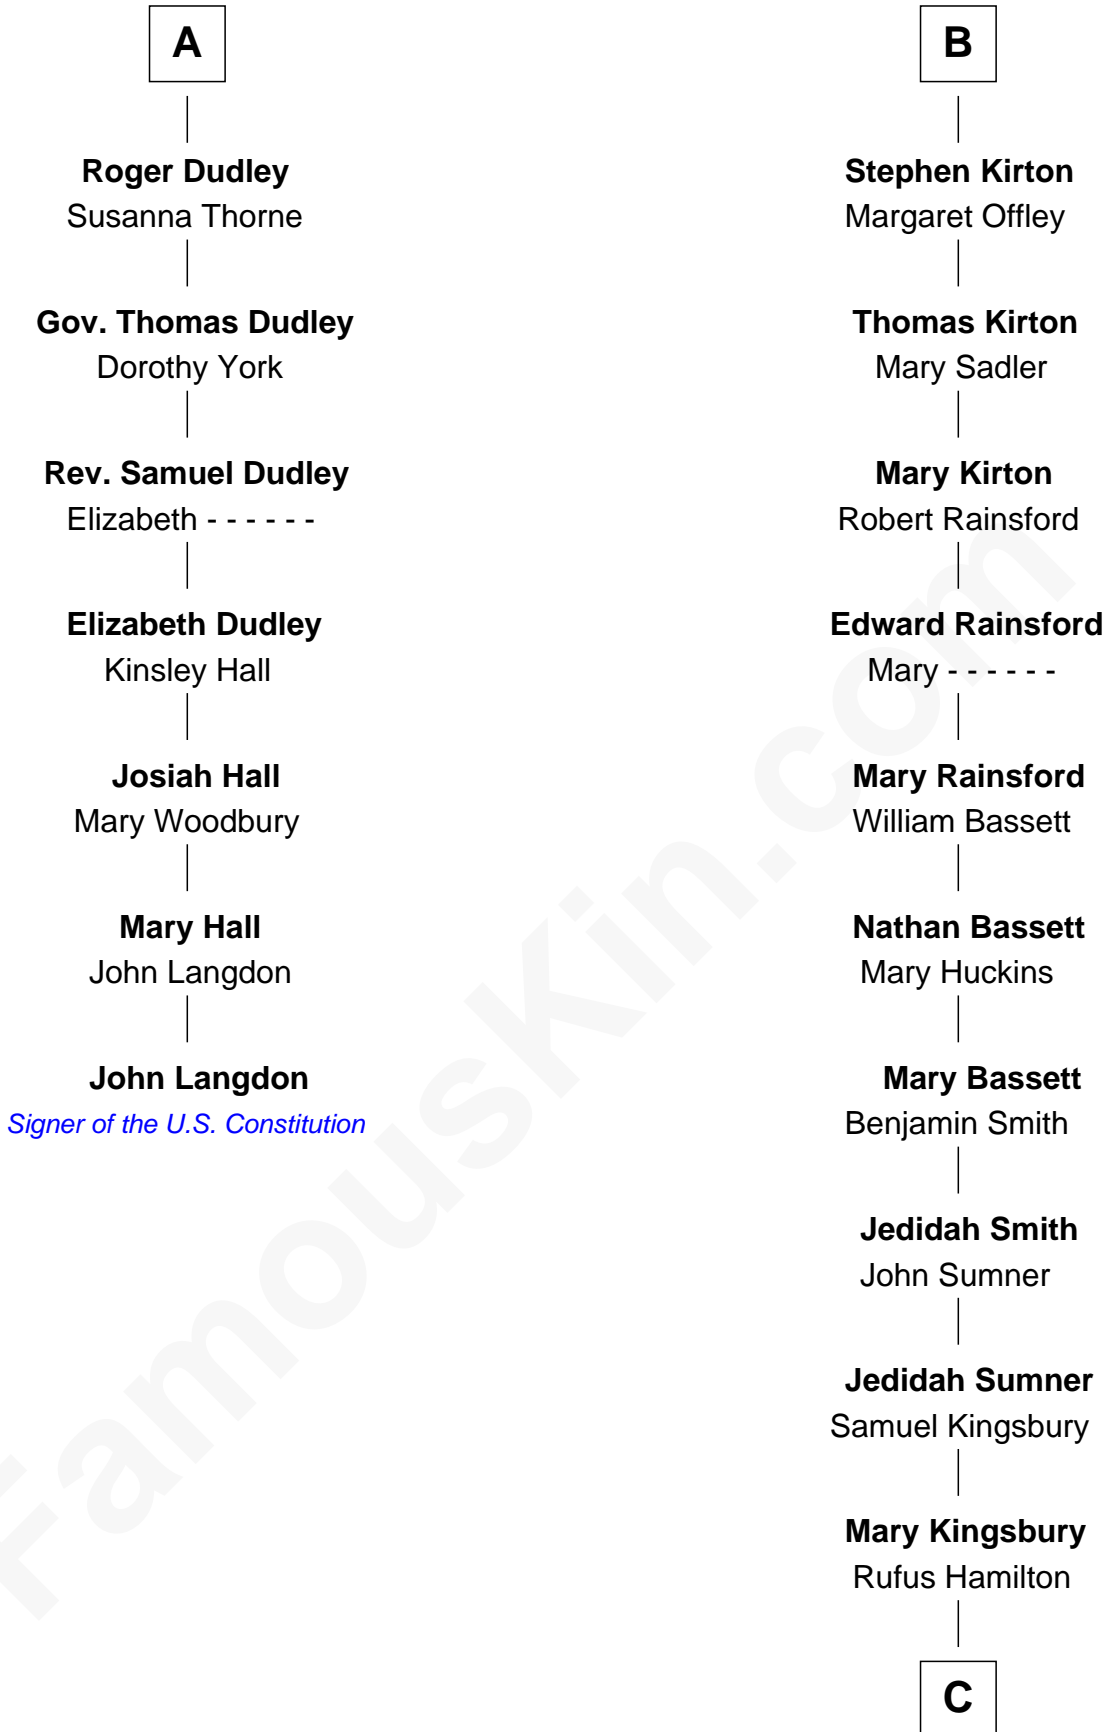 A
Roger Dudley
Susanna Thorne
Gov. Thomas Dudley
Dorothy York
Rev. Samuel Dudley
Elizabeth - - - - - -
Elizabeth Dudley
Kinsley Hall
Josiah Hall
Mary Woodbury
Mary Hall
John Langdon
John Langdon
Signer of the U.S. Constitution
B
Stephen Kirton
Margaret Offley
Thomas Kirton
Mary Sadler
Mary Kirton
Robert Rainsford
Edward Rainsford
Mary - - - - - -
Mary Rainsford
William Bassett
Nathan Bassett
Mary Huckins
Mary Bassett
Benjamin Smith
Jedidah Smith
John Sumner
Jedidah Sumner
Samuel Kingsbury
Mary Kingsbury
Rufus Hamilton
C
FamousKin.com